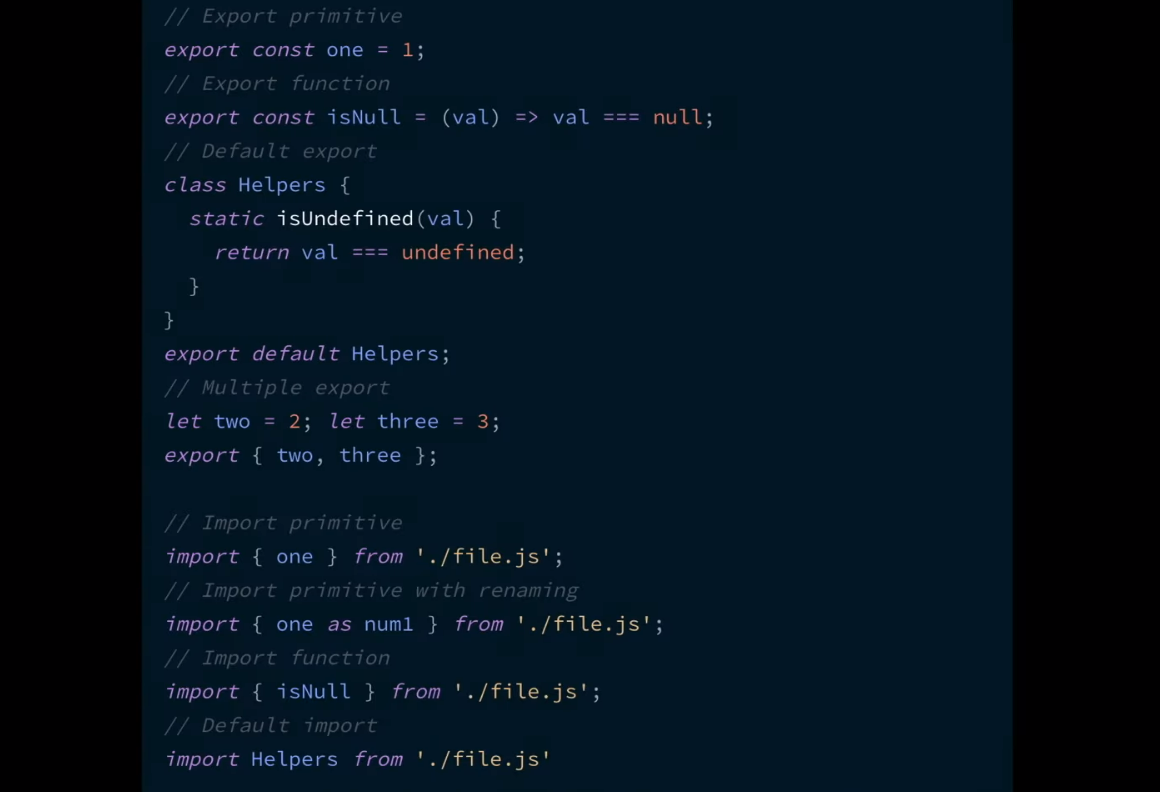 // Export primitive
export const one = 1;
// Export function
export const isNull = (val) => val === null;
// Default export
class Helpers {
  static isUndefined(val) {
    return val === undefined;
  }
}
export default Helpers;
// Multiple export
let two = 2; let three = 3;
export { two, three };

// Import primitive
import { one } from './file.js';
// Import primitive with renaming
import { one as num1 } from './file.js';
// Import function
import { isNull } from './file.js';
// Default import
import Helpers from './file.js'